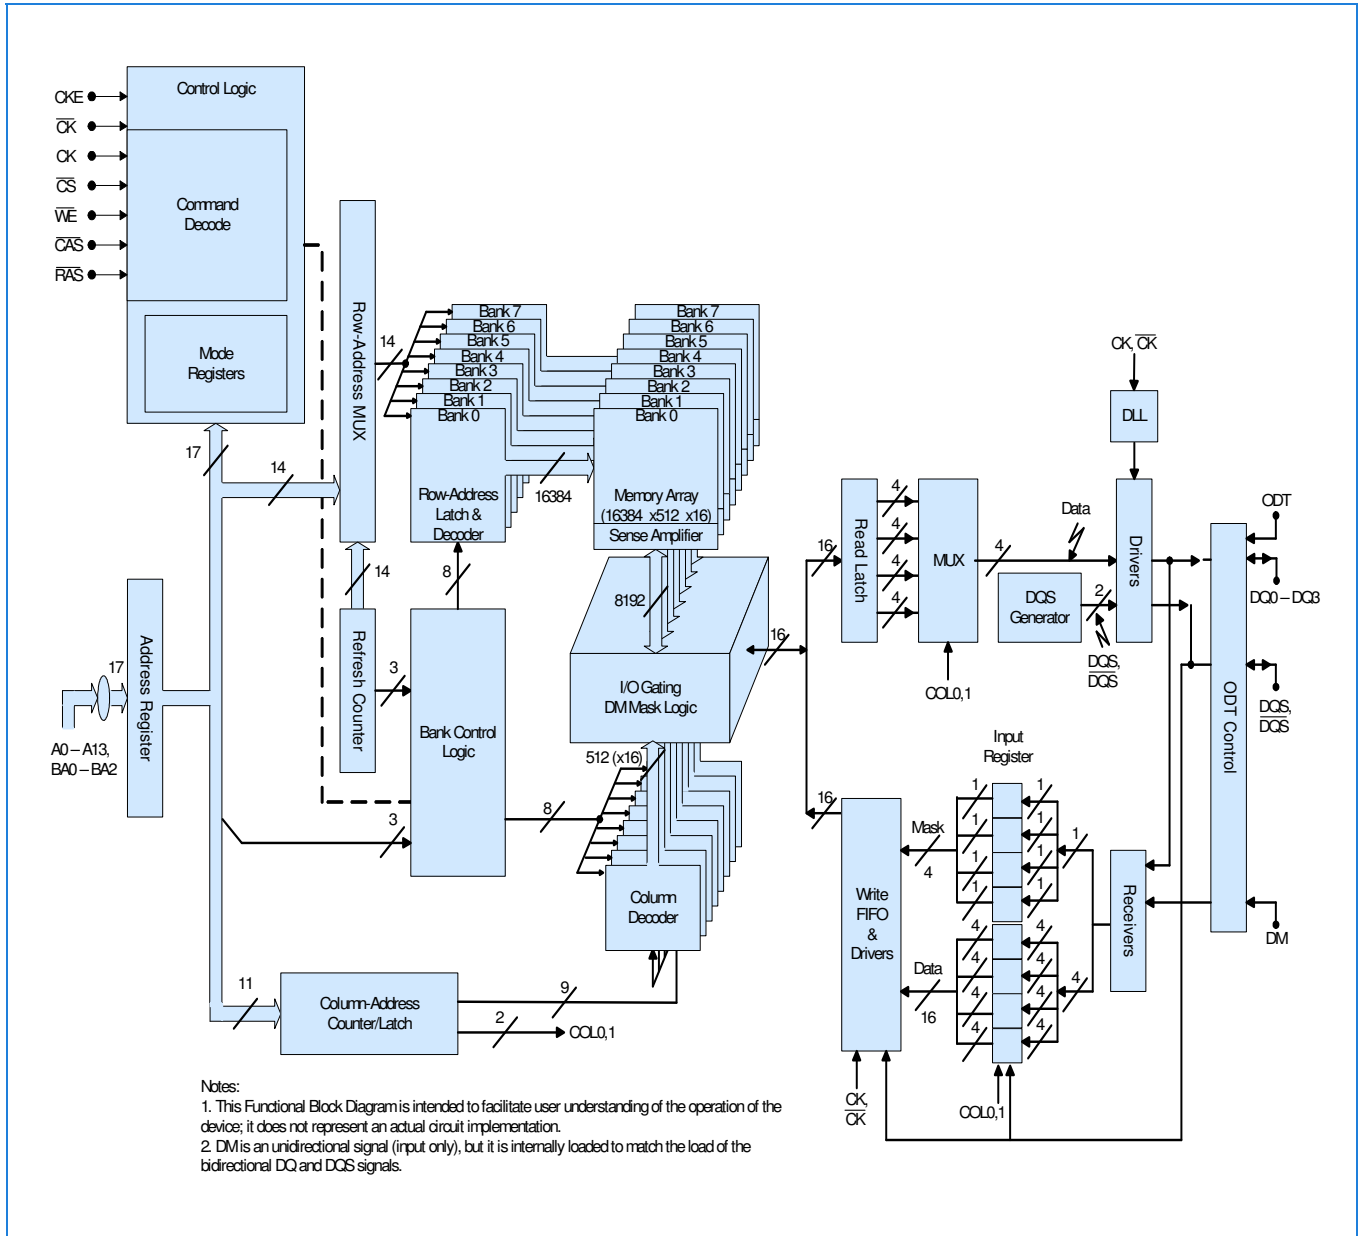 Control Logic
CKE
CK
CK
CS
WE
CAS
RAS
Command
Decode
Mode
Registers
Row-Address MUX
14
Bank 7
Bank 6
Bank 5
Bank 4
Bank 3
Bank 2
Bank 1
Bank 0
Row-Address
Latch &
Decoder
16384
Bank 7
Bank 6
Bank 5
Bank 4
Bank 3
Bank 2
Bank 1
Bank 0
Memory Array
(16384 x512 x16)
Sense Amplifier
17
14
14
8
8192
Refresh Counter
3
Bank Control
Logic
3
8
I/O Gating
DM Mask Logic
512 (x16)
Column
Decoder
Address Register
17
A0 – A13,
BA0 – BA2
11
Column-Address
Counter/Latch
9
2
COL0,1
16
16
16
Read Latch
4
4
4
4
MUX
COL0,1
4
Data
DQS
Generator
2
DQS,
DQS
CK, CK
DLL
Drivers
ODT
DQ0 – DQ3
DQS,
DQS
ODT Control
DM
Input
Register
1
1
1
1
1
1
1
1
1
Mask
4
Write
FIFO
&
Drivers
Data
16
4
4
4
4
4
4
4
4
4
Receivers
CK,
CK
COL0,1
Notes:
1. This Functional Block Diagram is intended to facilitate user understanding of the operation of the
device; it does not represent an actual circuit implementation.
2. DM is an unidirectional signal (input only), but it is internally loaded to match the load of the
bidirectional DQ and DQS signals.